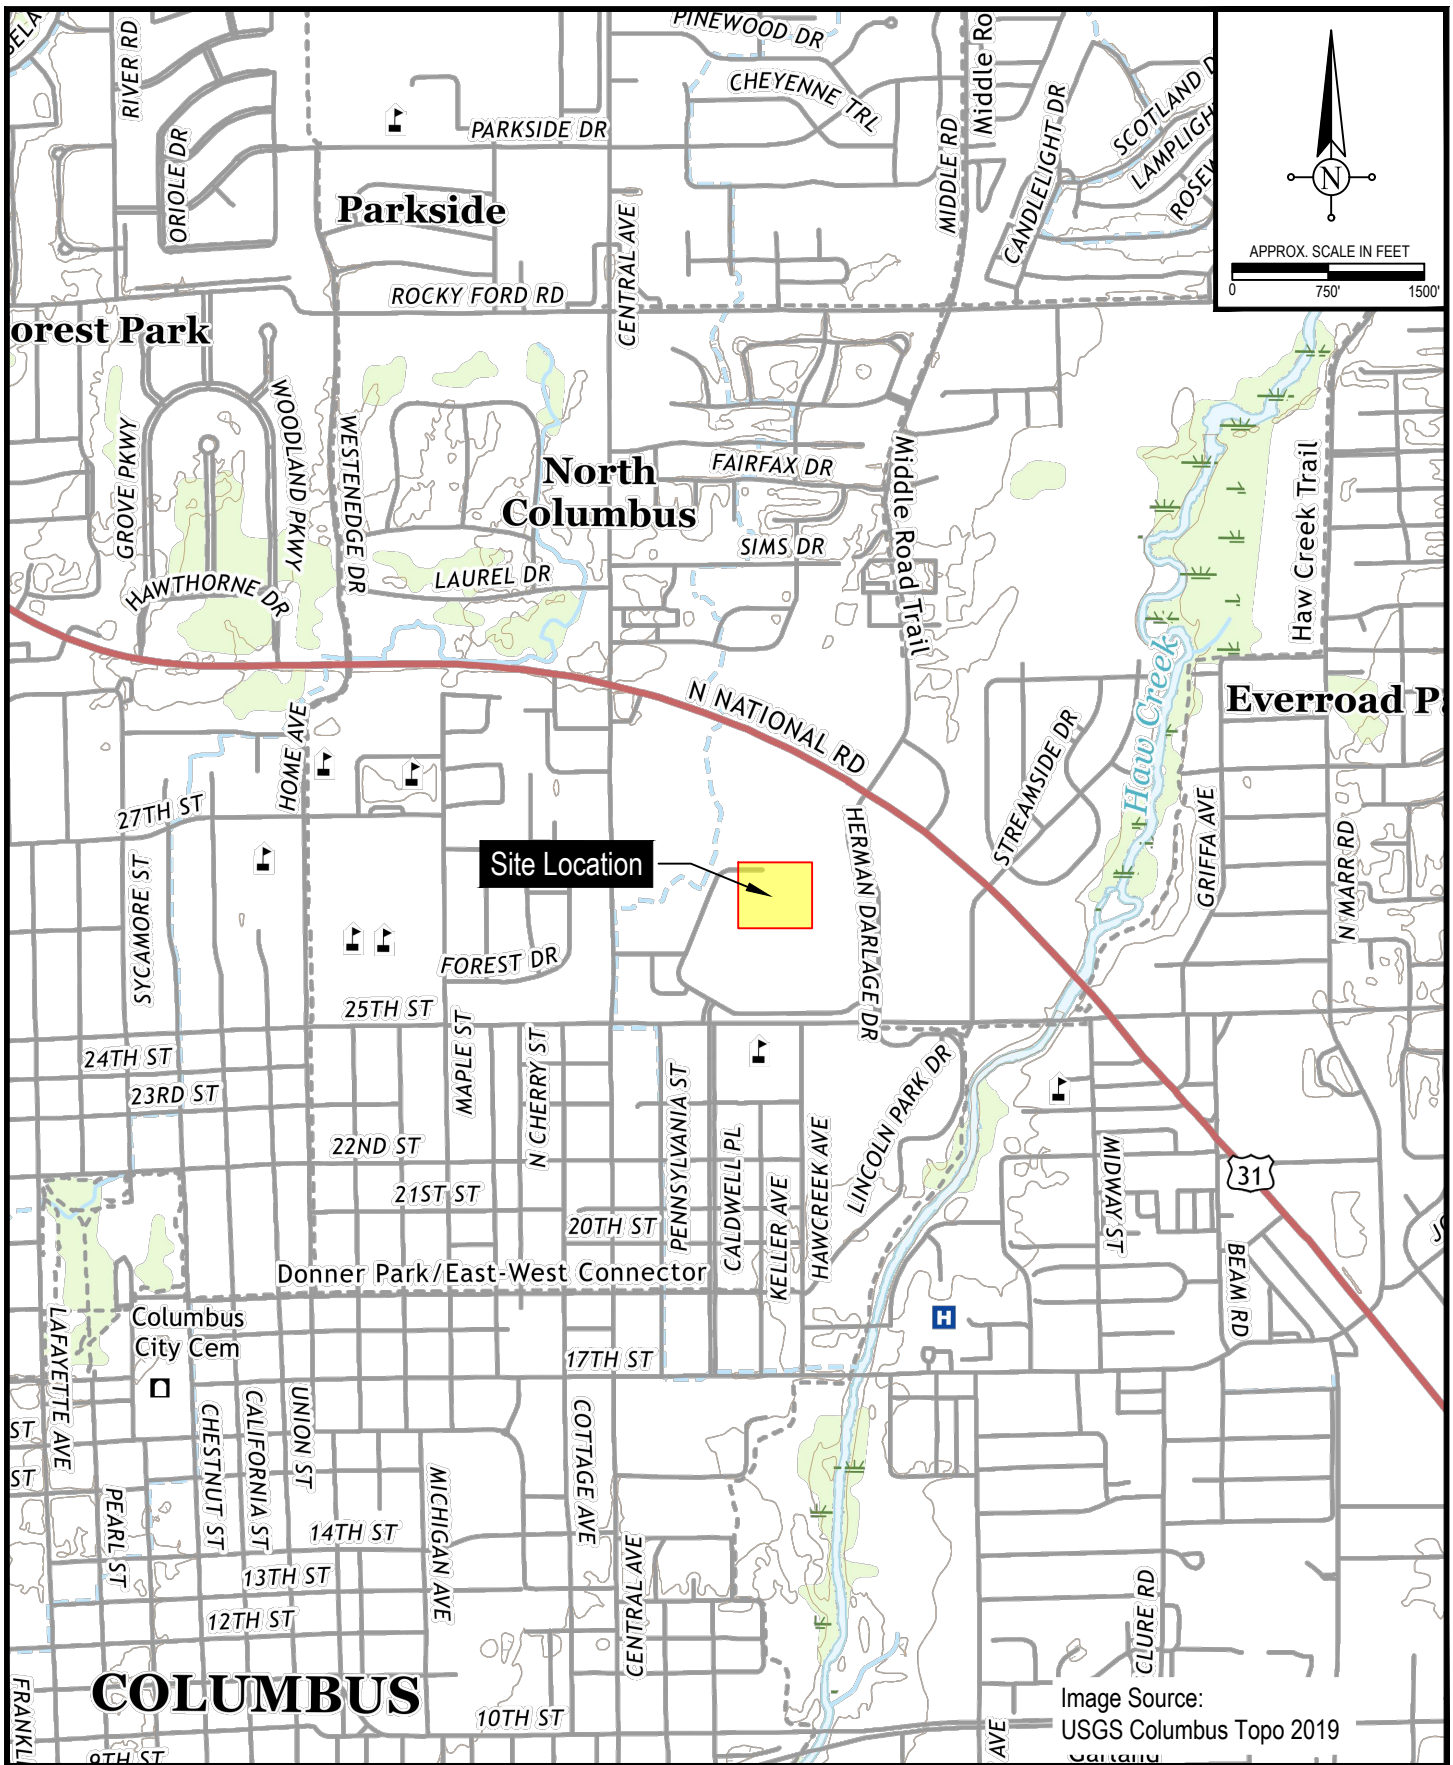 RIVER RD
PINEWOOD DR
Middle Ro
CHEYENNE TRL
ORIOLE DR
PARKSIDE DR
MIDDLE RD
CANDLELIGHT DR
SCOTLAND D
LAMPLIGH
ROSEW
N
APPROX. SCALE IN FEET
0 750' 1500'
Parkside
CENTRAL AVE
ROCKY FORD RD
orest Park
GROVE PKWY
WOODLAND PKWY
WESTENEDGE DR
North
Columbus
FAIRFAX DR
Middle Road Trail
Haw Creek Trail
SIMS DR
LAUREL DR
HAWTHORNE DR
N NATIONAL RD
Haw Creek
Everroad Pa
HOME AVE
STREAMSIDE DR
27TH ST
HERMAN DARLAGE DR
GRIFFA AVE
N MARR RD
Site Location
SYCAMORE ST
FOREST DR
25TH ST
MAPLE ST
N CHERRY ST
24TH ST
23RD ST
PENNSYLVANIA ST
CALDWELL PL
KELLER AVE
HAWCREEK AVE
LINCOLN PARK DR
22ND ST
MIDWAY ST
31
21ST ST
20TH ST
BEAM RD
Donner Park/East-West Connector
Columbus
City Cem
H
LAFAYETTE AVE
17TH ST
ST
ST
CHESTNUT ST
CALIFORNIA ST
UNION ST
COTTAGE AVE
PEARL ST
MICHIGAN AVE
14TH ST
CENTRAL AVE
13TH ST
12TH ST
CLURE RD
COLUMBUS
FRANKLI
10TH ST
Image Source:
USGS Columbus Topo 2019
AVE
Garland
9TH ST